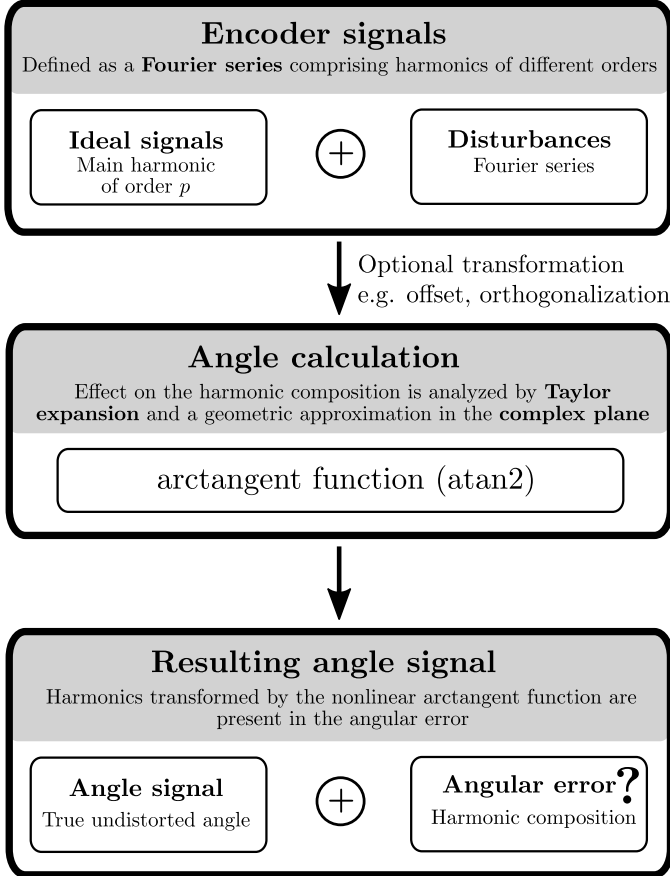 Encoder signals
Defined as a Fourier series comprising harmonics of different orders
Ideal signals
Main harmonic
of order p
+
Disturbances
Fourier series
Optional transformation
e.g. offset, orthogonalization
Angle calculation
Effect on the harmonic composition is analyzed by Taylor
expansion and a geometric approximation in the complex plane
arctangent function (atan2)
Resulting angle signal
Harmonics transformed by the nonlinear arctangent function are
present in the angular error
Angle signal
True undistorted angle
+
Angular error?
Harmonic composition